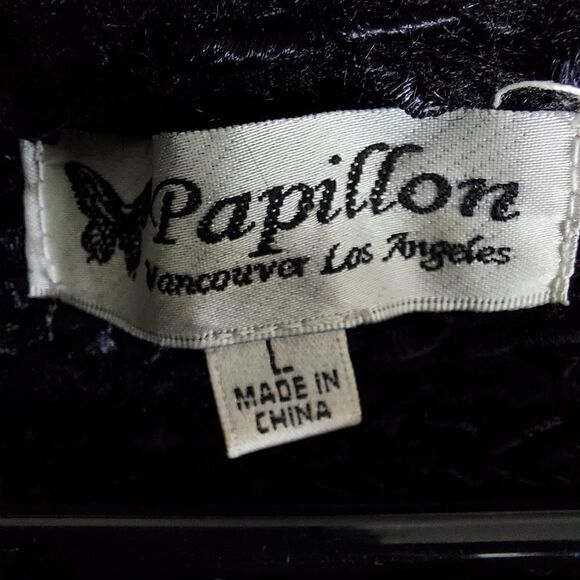 Papillon
Vancouver Los Angeles
L
MADE IN
CHINA